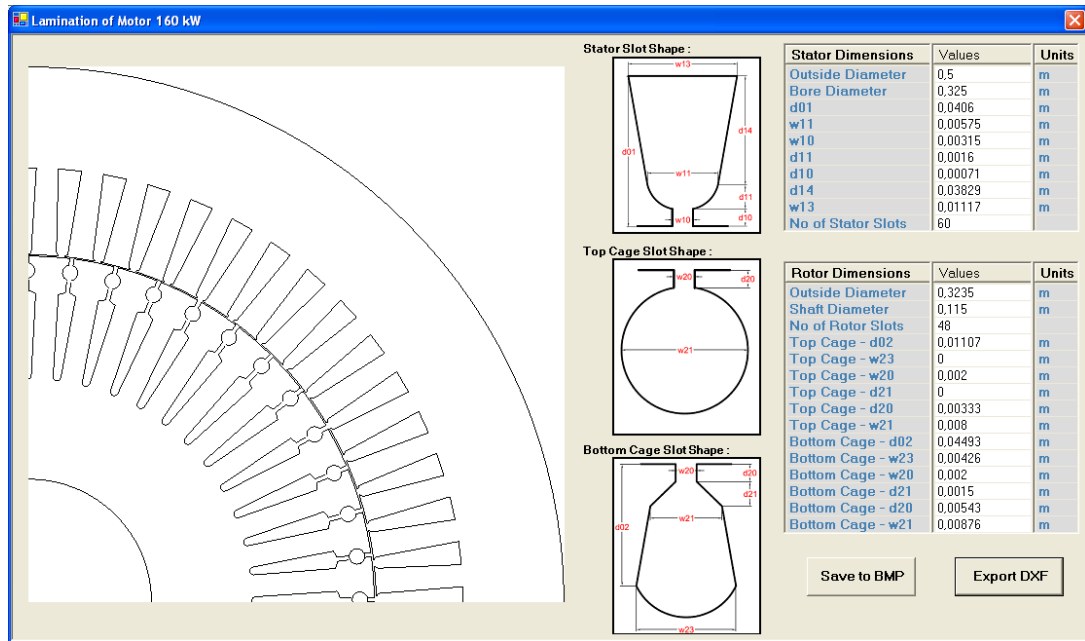 Lamination of Motor 160 kW
Stator Slot Shape :
w13
d14
d01
w11
d11
w10
d10
Top Cage Slot Shape :
w20
d20
w21
Bottom Cage Slot Shape :
w20
d20
d21
w21
d02
w23
Stator Dimensions Values Units
Outside Diameter 0,5 m
Bore Diameter 0,325 m
d01 0,0406 m
w11 0,00575 m
w10 0,00315 m
d11 0,0016 m
d10 0,00071 m
d14 0,03829 m
w13 0,01117 m
No of Stator Slots 60
Rotor Dimensions Values Units
Outside Diameter 0,3235 m
Shaft Diameter 0,115 m
No of Rotor Slots 48
Top Cage - d02 0,01107 m
Top Cage - w23 0 m
Top Cage - w20 0,002 m
Top Cage - d21 0 m
Top Cage - d20 0,00333 m
Top Cage - w21 0,008 m
Bottom Cage - d02 0,04493 m
Bottom Cage - w23 0,00426 m
Bottom Cage - w20 0,002 m
Bottom Cage - d21 0,0015 m
Bottom Cage - d20 0,00543 m
Bottom Cage - w21 0,00876 m
Save to BMP
Export DXF